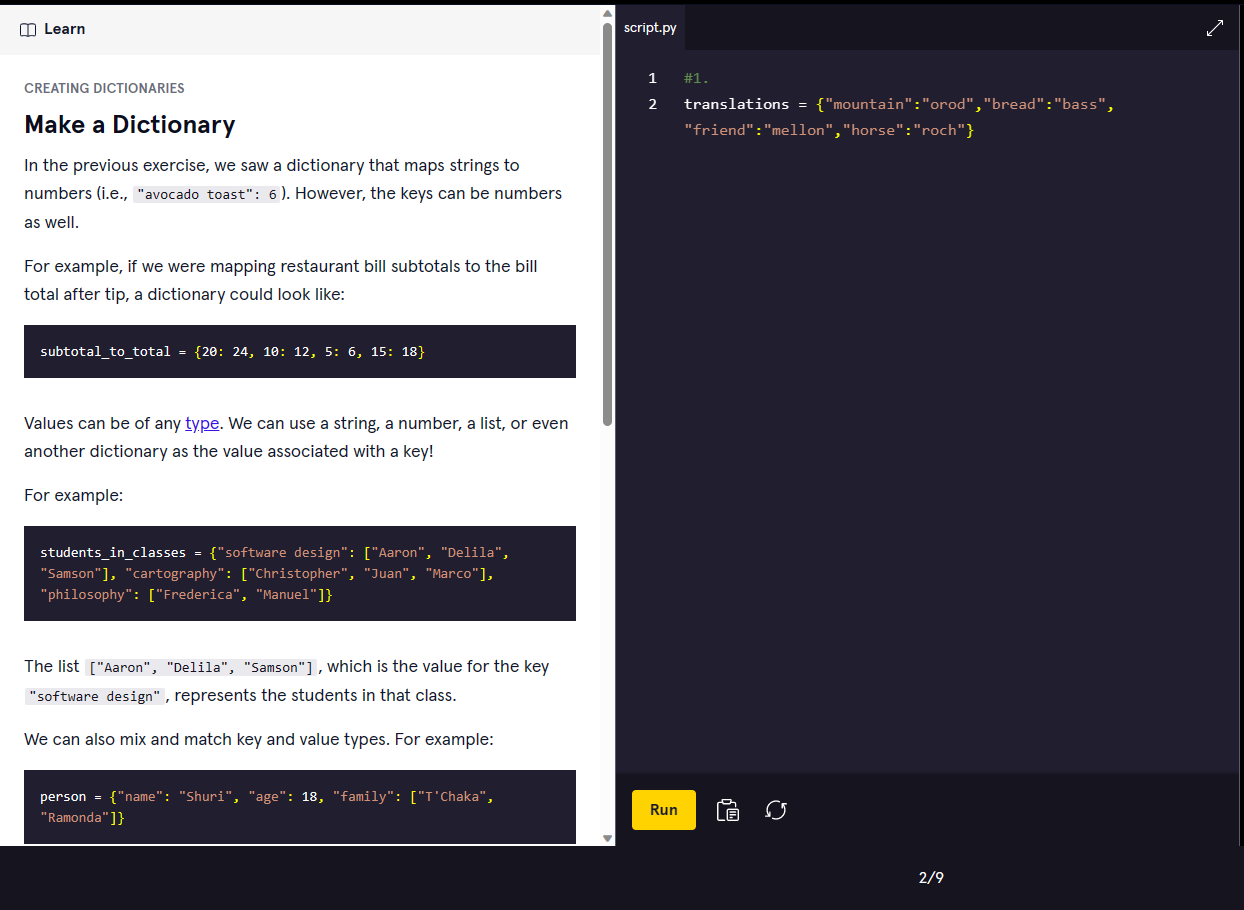 Learn
CREATING DICTIONARIES
Make a Dictionary
In the previous exercise, we saw a dictionary that maps strings to
numbers (i.e., "avocado toast": 6). However, the keys can be numbers
as well.
For example, if we were mapping restaurant bill subtotals to the bill
total after tip, a dictionary could look like:
subtotal_to_total = {20: 24, 10: 12, 5: 6, 15: 18}
Values can be of any type. We can use a string, a number, a list, or even
another dictionary as the value associated with a key!
For example:
students_in_classes = {"software design": ["Aaron", "Delila",
"Samson"], "cartography": ["Christopher", "Juan", "Marco"],
"philosophy": ["Frederica", "Manuel"]}
The list ["Aaron", "Delila", "Samson"], which is the value for the key
"software design", represents the students in that class.
We can also mix and match key and value types. For example:
person = {"name": "Shuri", "age": 18, "family": ["T'Chaka",
"Ramonda"]}
script.py
1 #1.
2 translations = {"mountain":"orod","bread":"bass",
"friend":"mellon","horse":"roch"}
Run
2/9